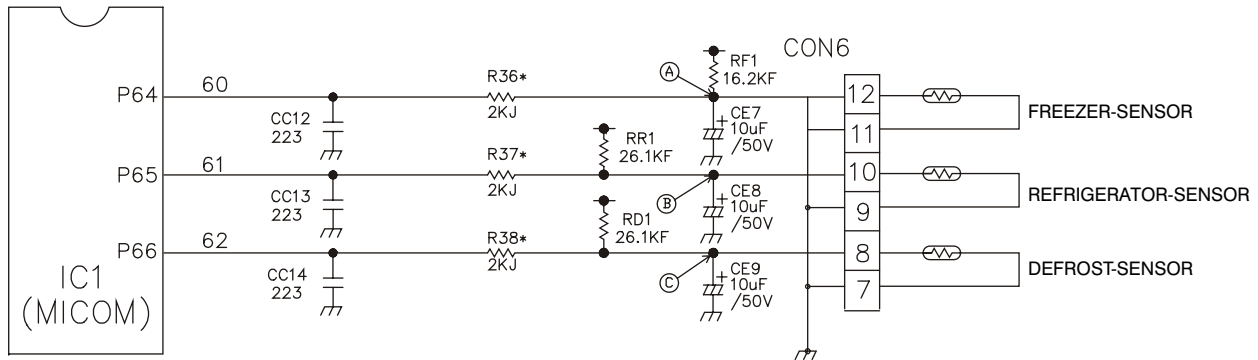 CON6
RF1
16.2KF
A
R36*
2KJ
P64
60
12
FREEZER-SENSOR
CC12
223
CE7
+
10uF
/50V
11
RR1
26.1KF
R37*
2KJ
P65
61
10
REFRIGERATOR-SENSOR
CC13
223
B
CE8
+
10uF
/50V
9
RD1
26.1KF
R38*
2KJ
P66
62
8
DEFROST-SENSOR
CC14
223
C
CE9
+
10uF
/50V
7
IC1
(MICOM)